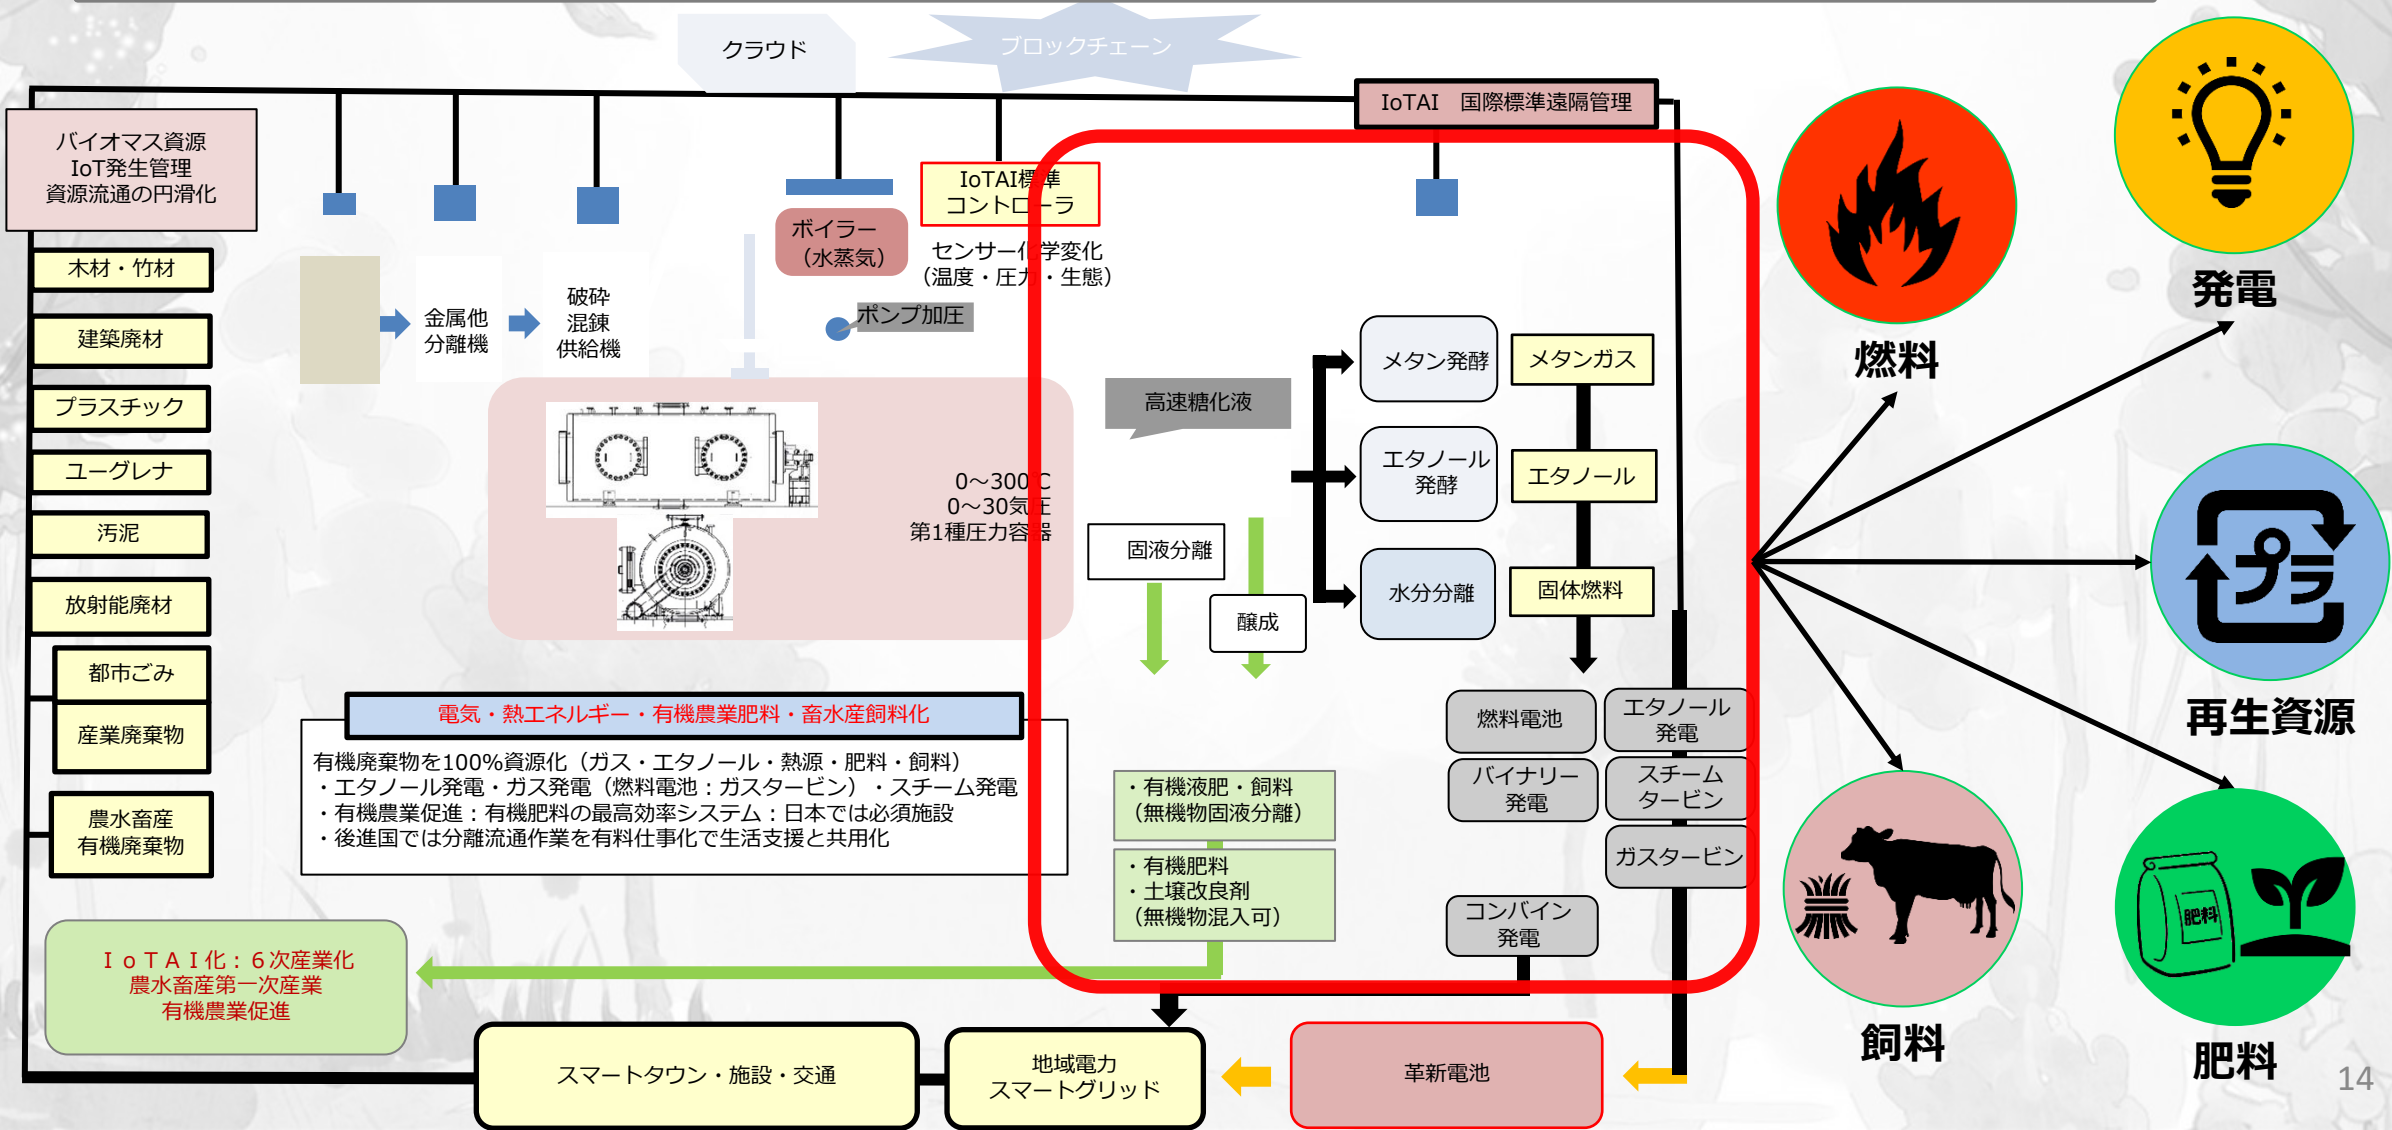 クラウド
ブロックチェーン
IoTAI　国際標準遠隔管理
バイオマス資源
IoT発生管理
資源流通の円滑化
木材・竹材
建築廃材
プラスチック
ユーグレナ
汚泥
放射能廃材
都市ごみ
産業廃棄物
農水畜産
有機廃棄物
金属他
分離機
破砕
混錬
供給機
ボイラー
（水蒸気）
ポンプ加圧
IoTAI標準
コントローラ
センサー化学変化
（温度・圧力・生態）
0～300℃
0～30気圧
第1種圧力容器
高速糖化液
固液分離
醸成
メタン発酵
エタノール
発酵
水分分離
メタンガス
エタノール
固体燃料
電気・熱エネルギー・有機農業肥料・畜水産飼料化
有機廃棄物を100%資源化（ガス・エタノール・熱源・肥料・飼料）
・エタノール発電・ガス発電（燃料電池：ガスタービン）・スチーム発電
・有機農業促進：有機肥料の最高効率システム：日本では必須施設
・後進国では分離流通作業を有料仕事化で生活支援と共用化
・有機液肥・飼料
（無機物固液分離）
・有機肥料
・土壌改良剤
（無機物混入可）
燃料電池
エタノール
発電
バイナリー
発電
スチーム
タービン
ガスタービン
コンバイン
発電
ＩｏＴＡＩ化：６次産業化
農水畜産第一次産業
有機農業促進
スマートタウン・施設・交通
地域電力
スマートグリッド
革新電池
燃料
発電
プラ
再生資源
飼料
肥料
肥料
14